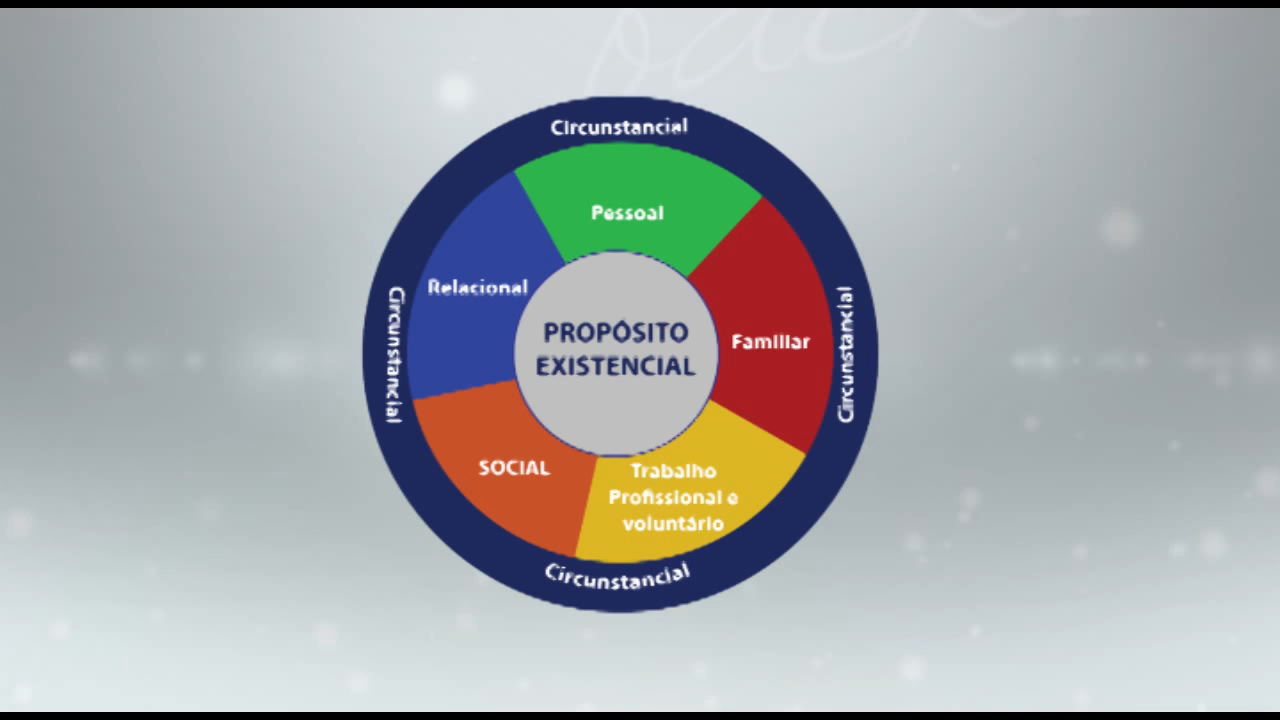 Circunstancial
Pessoal
Relacional
Familiar
Circunstancial
Circunstancial
PROPÓSITO
EXISTENCIAL
SOCIAL
Trabalho
Profissional e
voluntário
Circunstancial